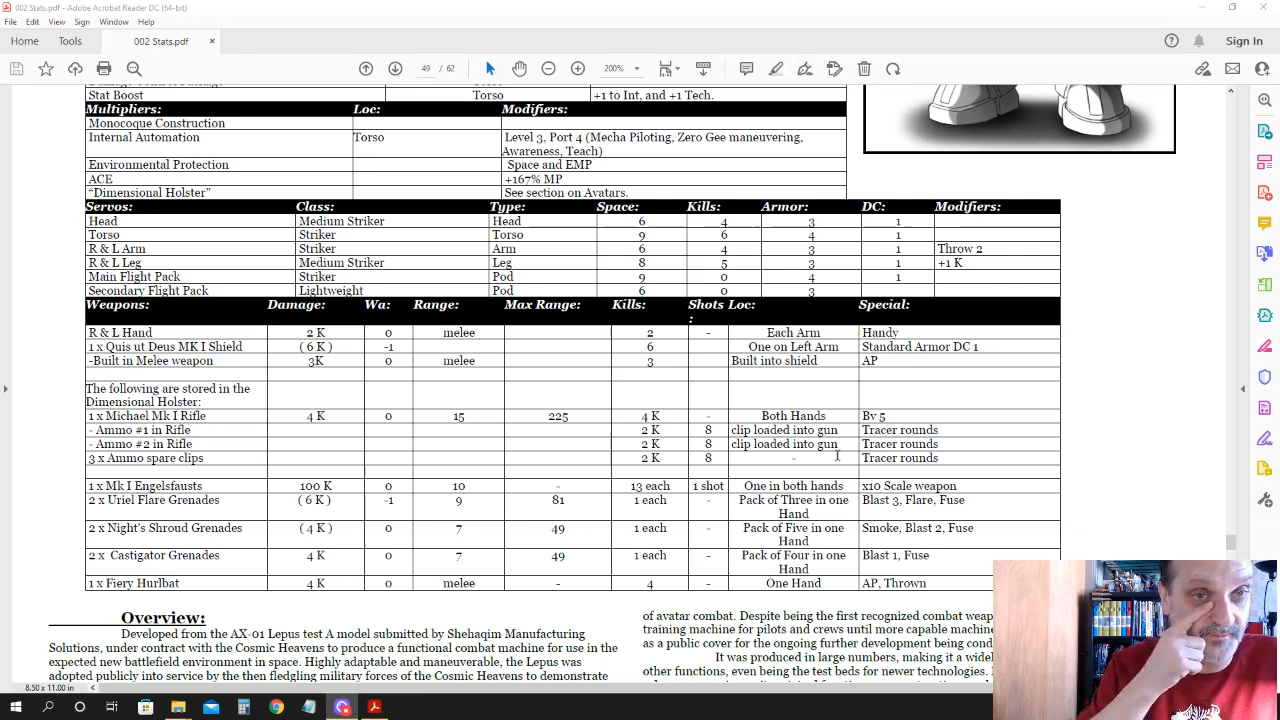 002 Stats.pdf - Adobe Acrobat Reader DC (64-bit)
File Edit View Sign Window Help
Home Tools 002 Stats.pdf × Sign In
49 / 62 200%
Stat Boost Torso +1 to Int, and +1 Tech.
Multipliers: Loc: Modifiers:
Monocoque Construction
Internal Automation Torso Level 3, Port 4 (Mecha Piloting, Zero Gee maneuvering,
Awareness, Teach)
Environmental Protection Space and EMP
ACE +167% MP
“Dimensional Holster” See section on Avatars.
Servos: Class: Type: Space: Kills: Armor: DC: Modifiers:
Head Medium Striker Head 6 4 3 1
Torso Striker Torso 9 6 4 1
R & L Arm Striker Arm 6 4 3 1 Throw 2
R & L Leg Medium Striker Leg 8 5 3 1 +1 K
Main Flight Pack Striker Pod 9 0 4 1
Secondary Flight Pack Lightweight Pod 6 0 3
Weapons: Damage: Wa: Range: Max Range: Kills: Shots Loc: Special:
:
R & L Hand 2 K 0 melee 2 - Each Arm Handy
1 x Quis ut Deus MK I Shield ( 6 K ) -1 6 One on Left Arm Standard Armor DC 1
-Built in Melee weapon 3K 0 melee 3 Built into shield AP
The following are stored in the
Dimensional Holster:
1 x Michael Mk I Rifle 4 K 0 15 225 4 K - Both Hands Bv 5
- Ammo #1 in Rifle 2 K 8 clip loaded into gun Tracer rounds
- Ammo #2 in Rifle 2 K 8 clip loaded into gun Tracer rounds
3 x Ammo spare clips 2 K 8 - Tracer rounds
1 x Mk I Engelsfausts 100 K 0 10 - 13 each 1 shot One in both hands x10 Scale weapon
2 x Uriel Flare Grenades ( 6 K ) -1 9 81 1 each - Pack of Three in one Blast 3, Flare, Fuse
Hand
2 x Night's Shroud Grenades ( 4 K ) 0 7 49 1 each - Pack of Five in one Smoke, Blast 2, Fuse
Hand
2 x Castigator Grenades 4 K 0 7 49 1 each - Pack of Four in one Blast 1, Fuse
Hand
1 x Fiery Hurlbat 4 K 0 melee - 4 - One Hand AP, Thrown
Overview:
Developed from the AX-01 Lepus test A model submitted by Shehaqim Manufacturing
Solutions, under contract with the Cosmic Heavens to produce a functional combat machine for use in the
expected new battlefield environment in space. Highly adaptable and maneuverable, the Lepus was
adopted publicly into service by the then fledgling military forces of the Cosmic Heavens to demonstrate
of avatar combat. Despite being the first recognized combat
training machine for pilots and crews until more capable
as a public cover for the ongoing further development being
It was produced in large numbers, making it a
other functions, even being the test beds for newer technologies.
8.50 x 11.00 in